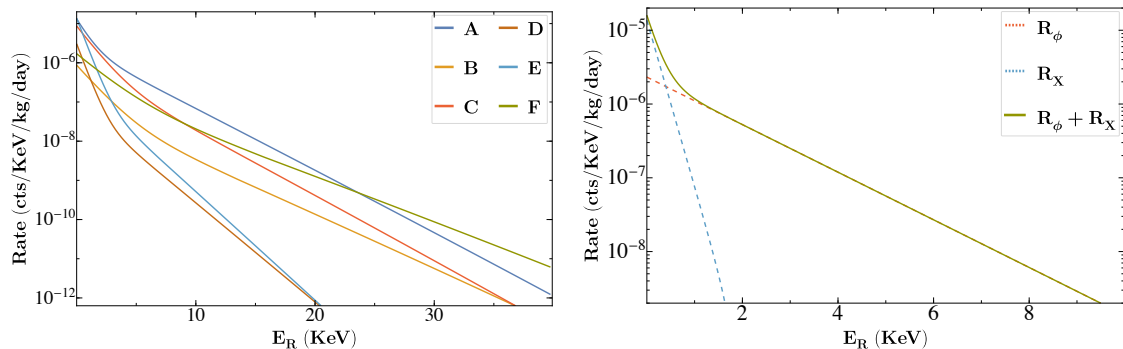 A D
B E
C F
10⁻⁶
10⁻⁸
10⁻¹⁰
10⁻¹²
Rate (cts/KeV/kg/day)
10 20 30
E_R (KeV)
R_ϕ
R_X
R_ϕ + R_X
10⁻⁵
10⁻⁶
10⁻⁷
10⁻⁸
Rate (cts/KeV/kg/day)
2 4 6 8
E_R (KeV)